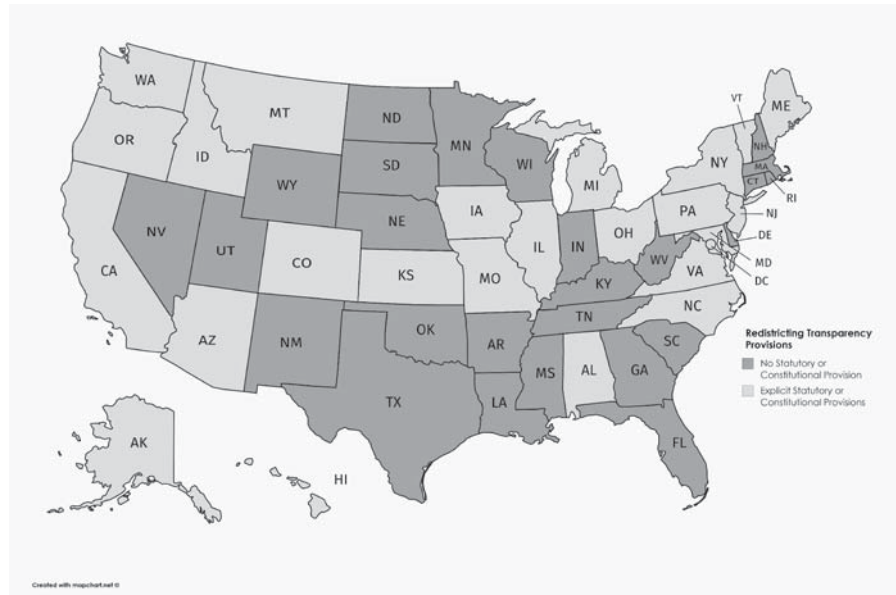 WA
MT
ND
MN
VT
ME
OR
ID
SD
WI
NY
NH
MA
WY
MI
CT
RI
NE
IA
PA
NJ
NV
UT
IL
IN
OH
DE
CA
CO
KS
MO
WV
VA
MD
DC
KY
NC
AZ
NM
OK
TN
AR
SC
MS
AL
GA
TX
LA
FL
AK
HI
Redistricting Transparency
Provisions
No Statutory or
Constitutional Provision
Explicit Statutory or
Constitutional Provisions
Created with mapchart.net ©